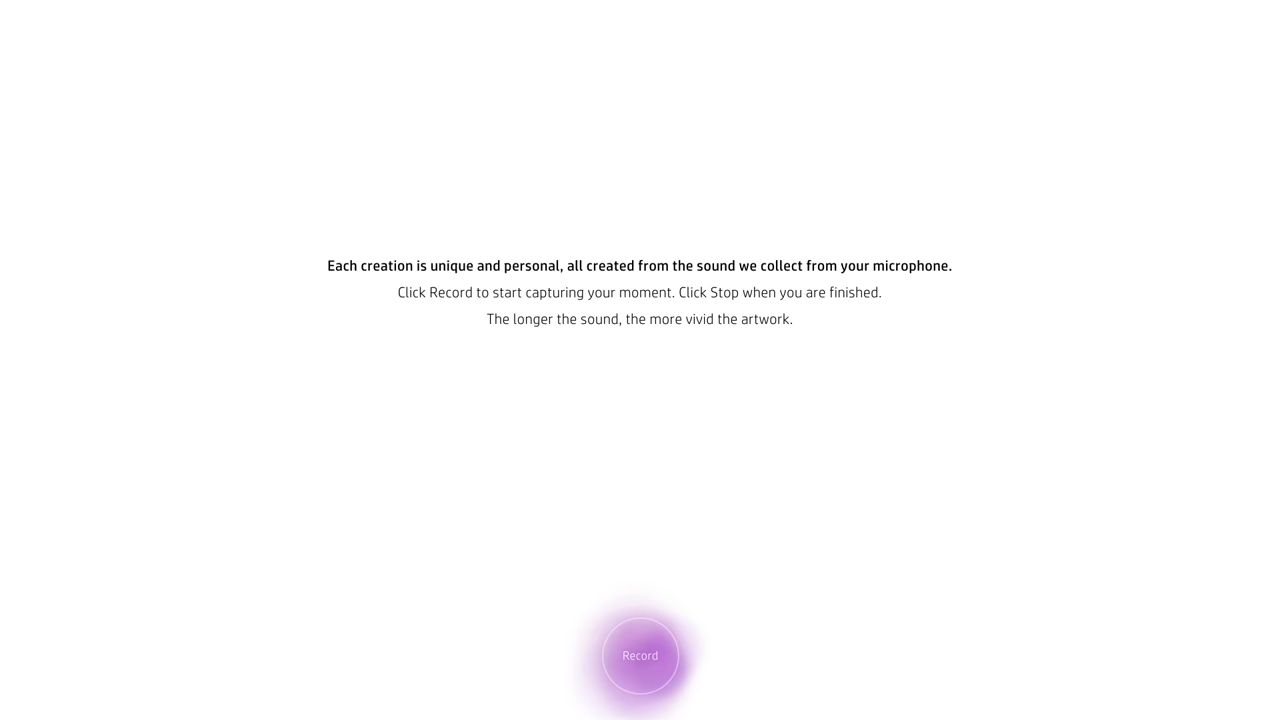 Each creation is unique and personal, all created from the sound we collect from your microphone.
Click Record to start capturing your moment. Click Stop when you are finished.
The longer the sound, the more vivid the artwork.
Record